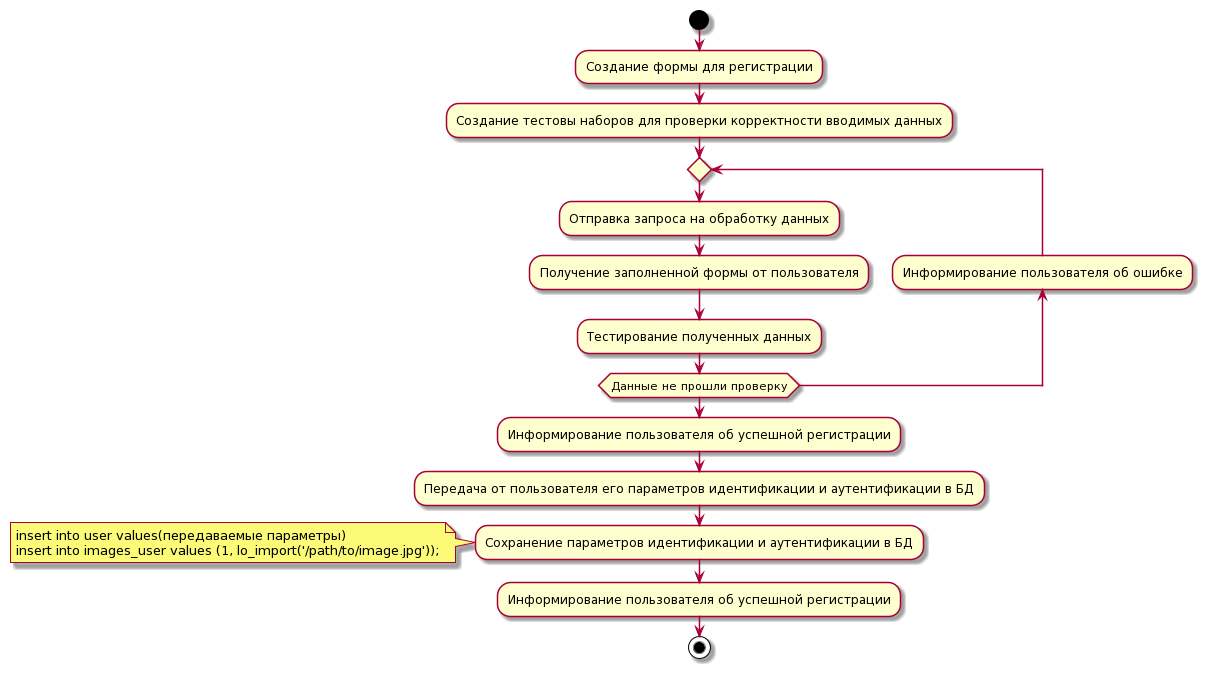 Создание формы для регистрации
Создание тестовы наборов для проверки корректности вводимых данных
Отправка запроса на обработку данных
Получение заполненной формы от пользователя
Информирование пользователя об ошибке
Тестирование полученных данных
Данные не прошли проверку
Информирование пользователя об успешной регистрации
Передача от пользователя его параметров идентификации и аутентификации в БД
insert into user values(передаваемые параметры)
insert into images_user values (1, lo_import('/path/to/image.jpg'));
Сохранение параметров идентификации и аутентификации в БД
Информирование пользователя об успешной регистрации